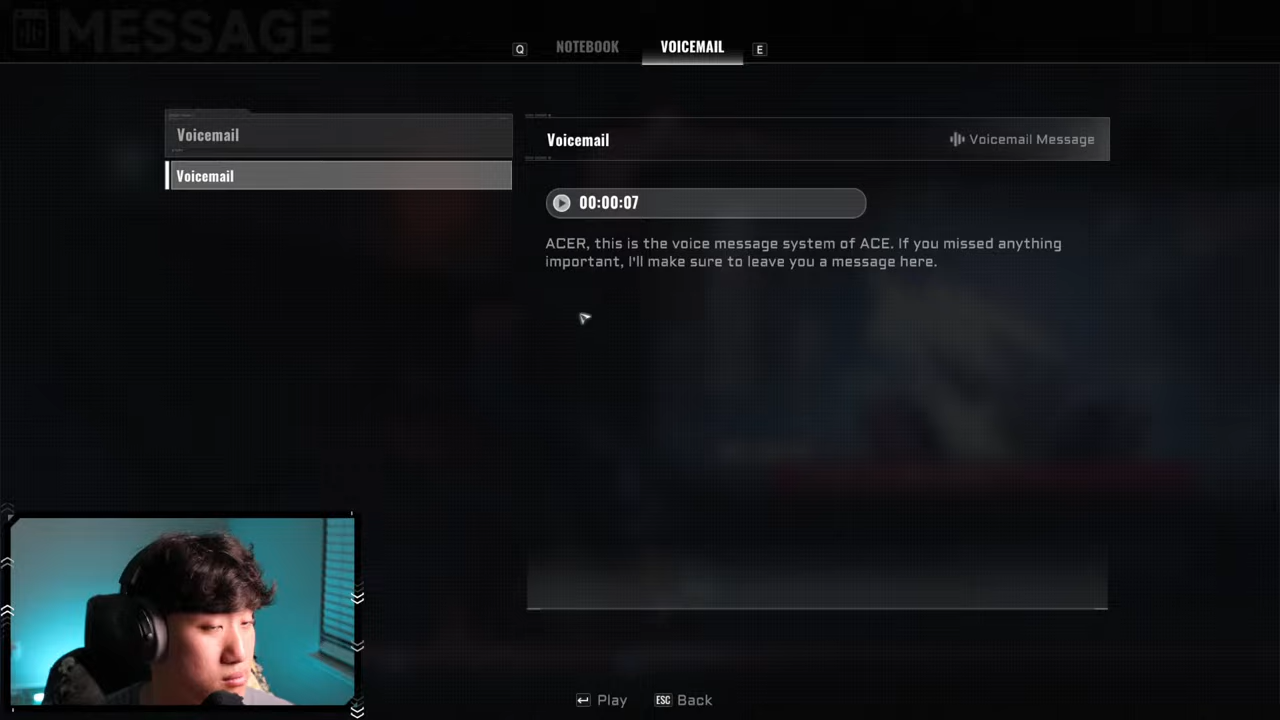 MESSAGE
Q
NOTEBOOK
VOICEMAIL
E
Voicemail
Voicemail
Voicemail
Voicemail Message
00:00:07
ACER, this is the voice message system of ACE. If you missed anything
important, I'll make sure to leave you a message here.
Play
ESC
Back